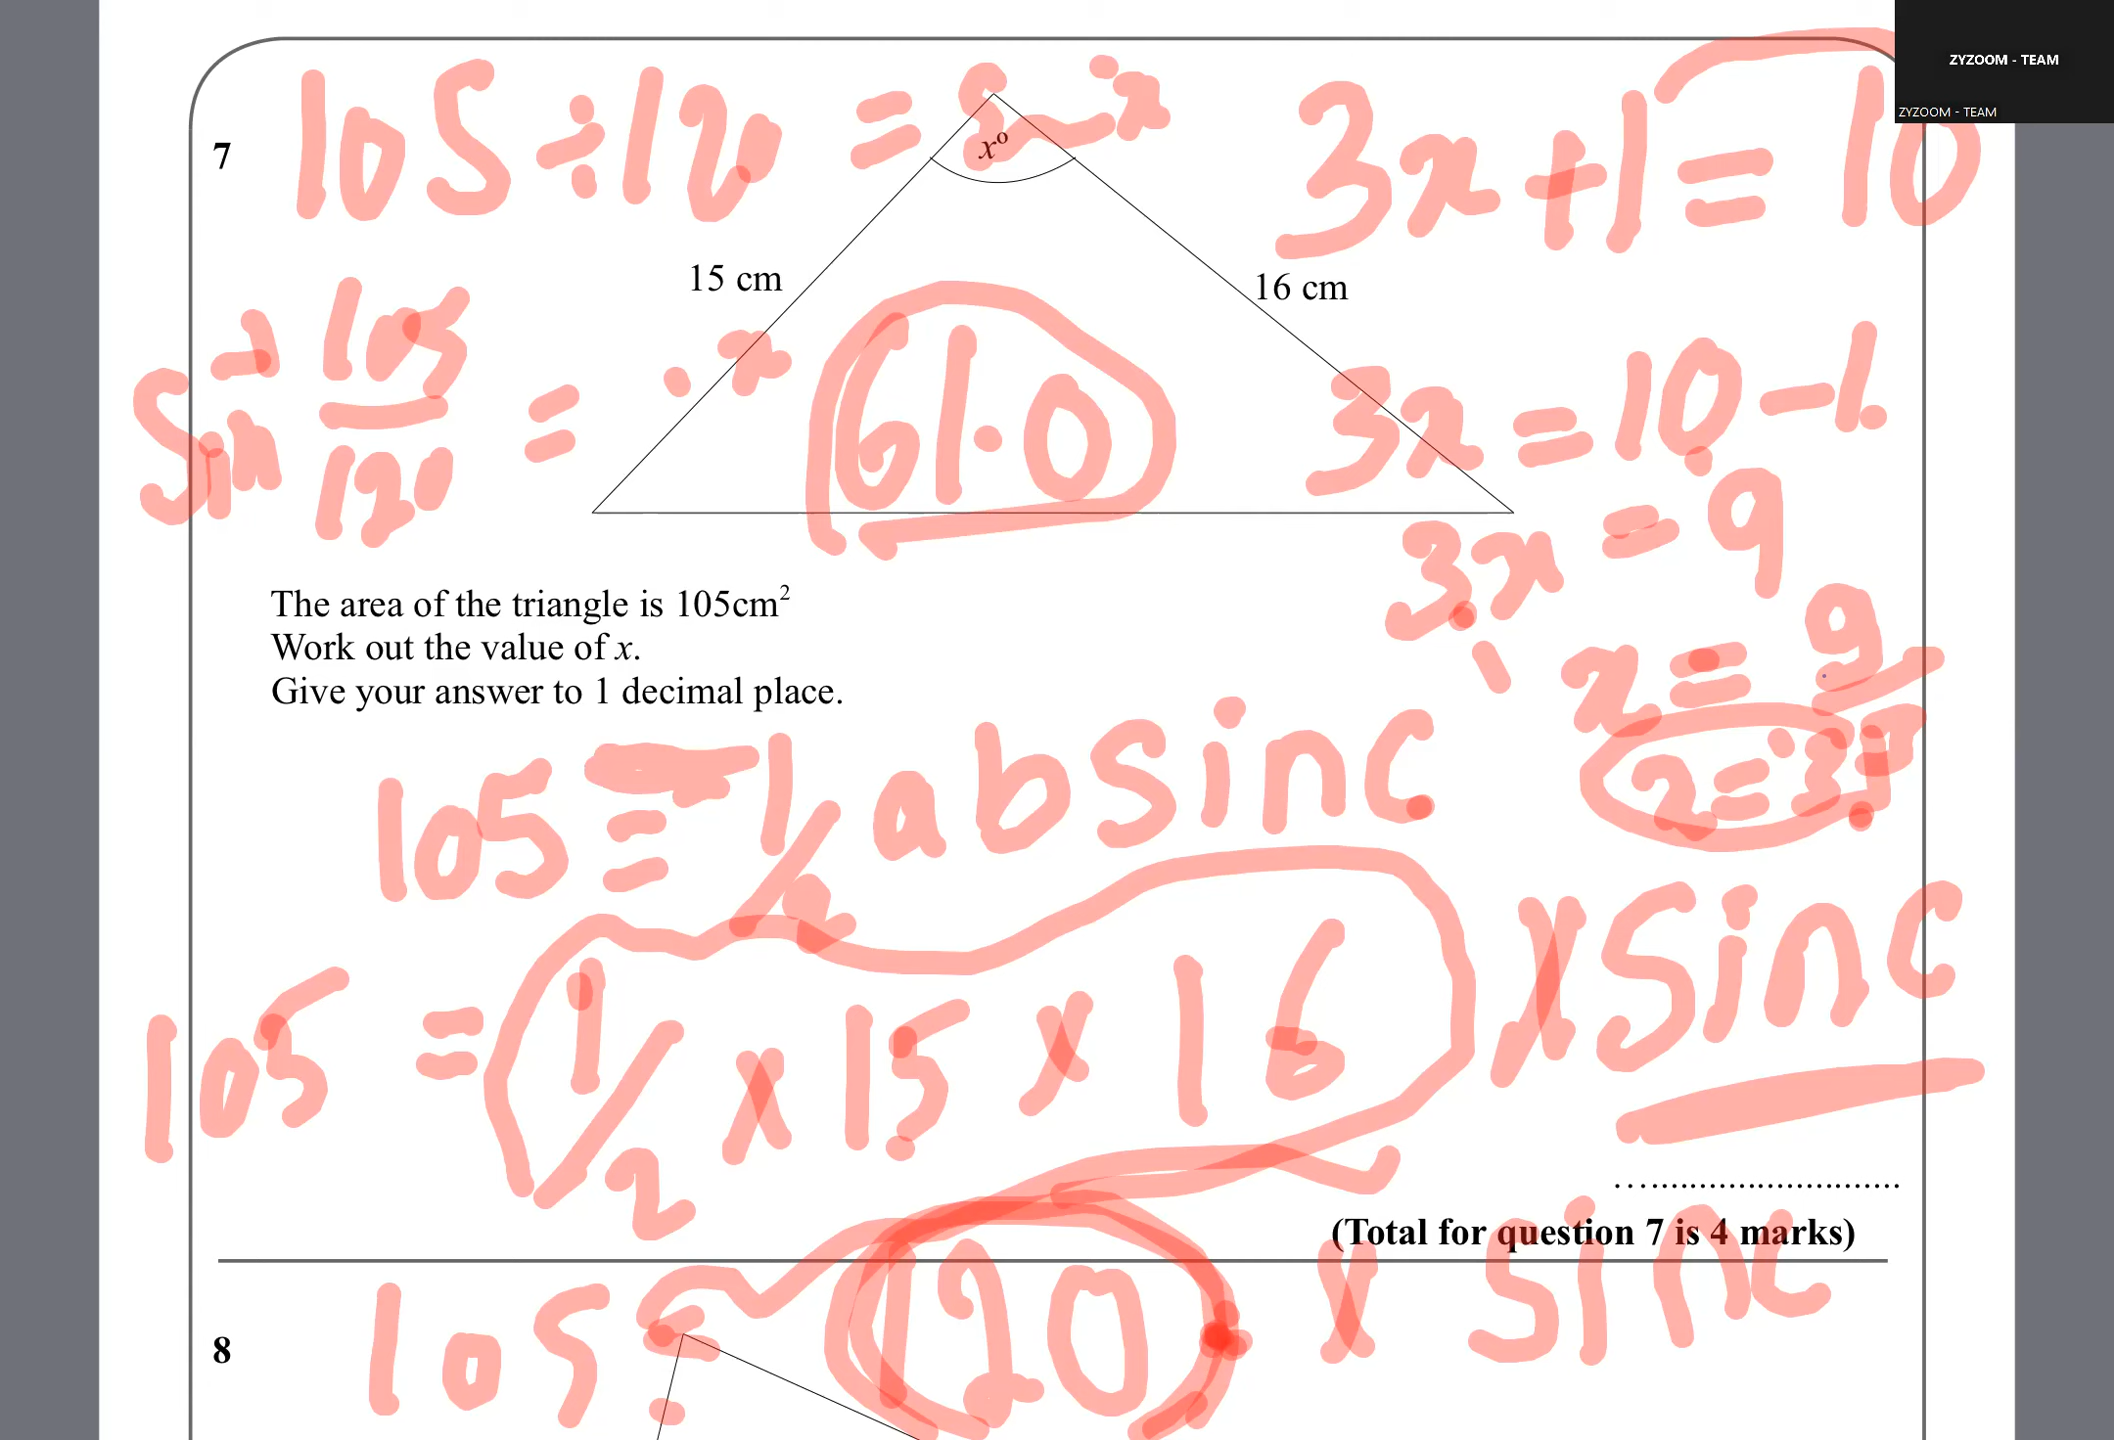 ZYZOOM - TEAM
ZYZOOM - TEAM
7
105 ÷ 120 = sin x
3x + 1 = 10
x°
15 cm
16 cm
sin⁻¹ 105/120 = x
61.0
3x = 10 - 1
3x = 9
x = 9/3
x = 3
The area of the triangle is 105cm²
Work out the value of x.
Give your answer to 1 decimal place.
105 = 1/2 absinc
105 = 1/2 x 15 x 16 x sinc
..............................
(Total for question 7 is 4 marks)
8
105 = 120 x sinc